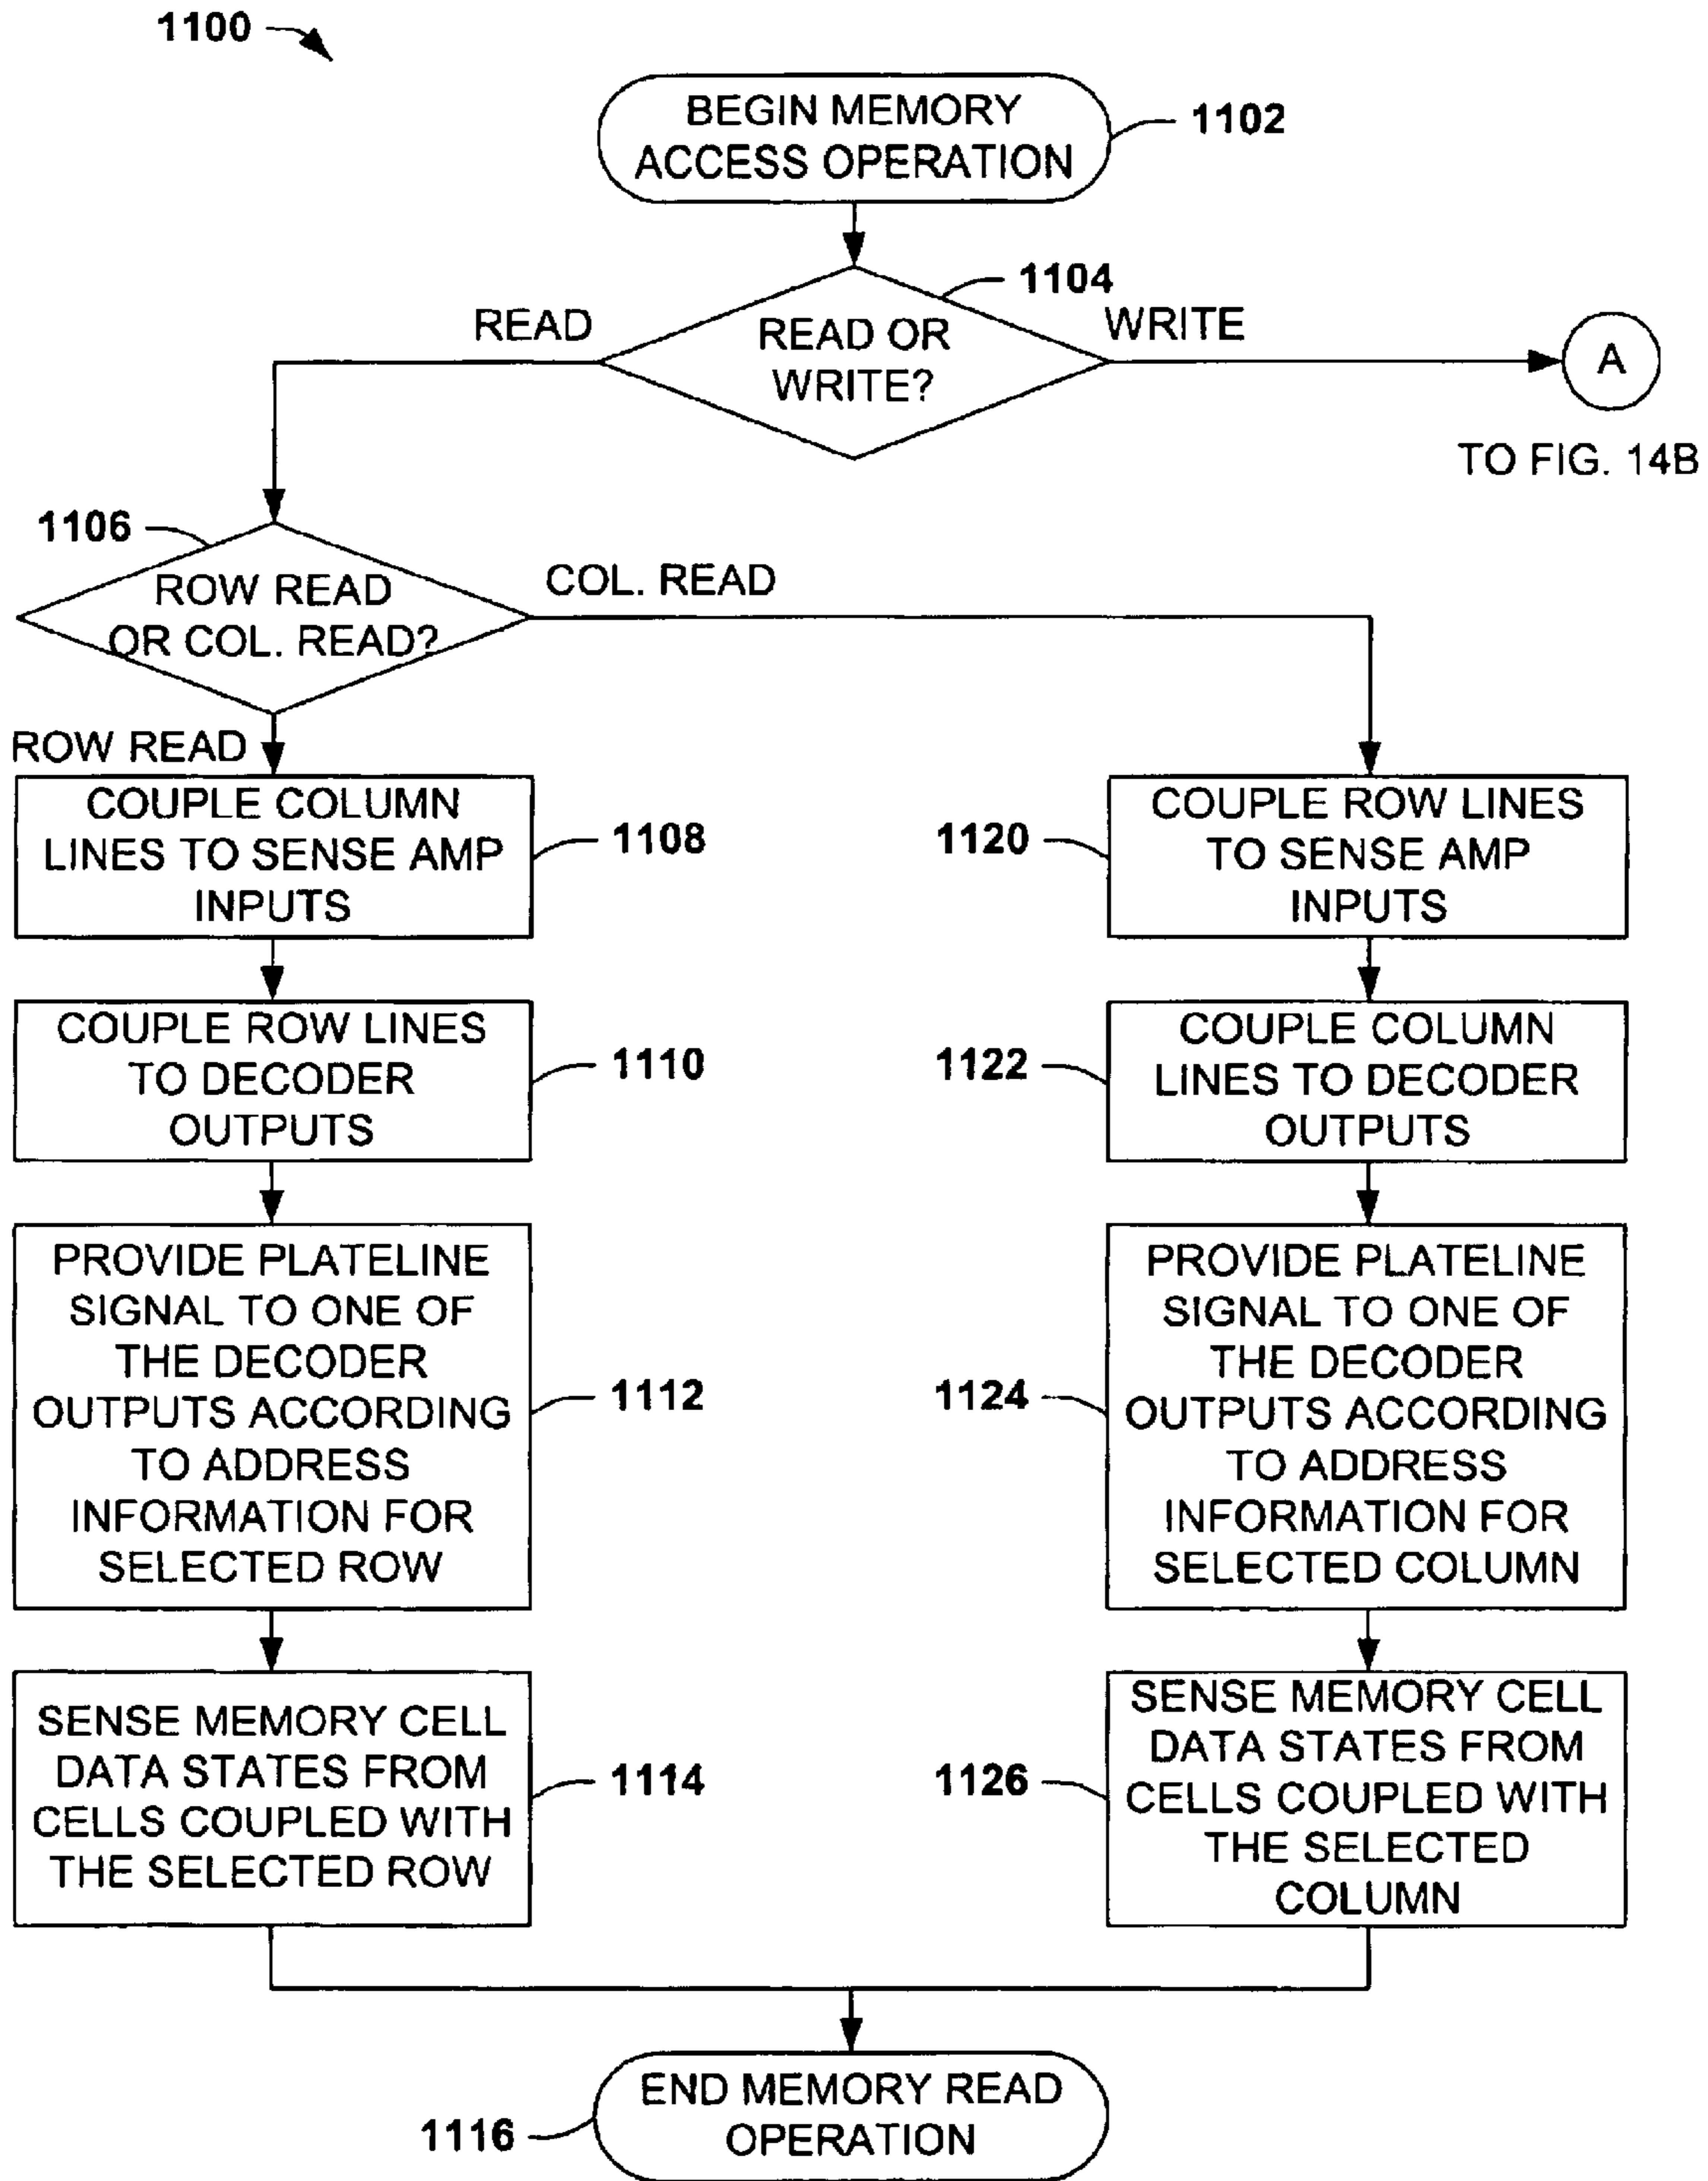 1100
BEGIN MEMORY
ACCESS OPERATION
1102
1104
READ
READ OR
WRITE?
WRITE
A
TO FIG. 14B
1106
ROW READ
OR COL. READ?
COL. READ
ROW READ
COUPLE COLUMN
LINES TO SENSE AMP
INPUTS
1108
1120
COUPLE ROW LINES
TO SENSE AMP
INPUTS
COUPLE ROW LINES
TO DECODER
OUTPUTS
1110
1122
COUPLE COLUMN
LINES TO DECODER
OUTPUTS
PROVIDE PLATELINE
SIGNAL TO ONE OF
THE DECODER
OUTPUTS ACCORDING
TO ADDRESS
INFORMATION FOR
SELECTED ROW
1112
1124
PROVIDE PLATELINE
SIGNAL TO ONE OF
THE DECODER
OUTPUTS ACCORDING
TO ADDRESS
INFORMATION FOR
SELECTED COLUMN
SENSE MEMORY CELL
DATA STATES FROM
CELLS COUPLED WITH
THE SELECTED ROW
1114
1126
SENSE MEMORY CELL
DATA STATES FROM
CELLS COUPLED WITH
THE SELECTED
COLUMN
END MEMORY READ
OPERATION
1116